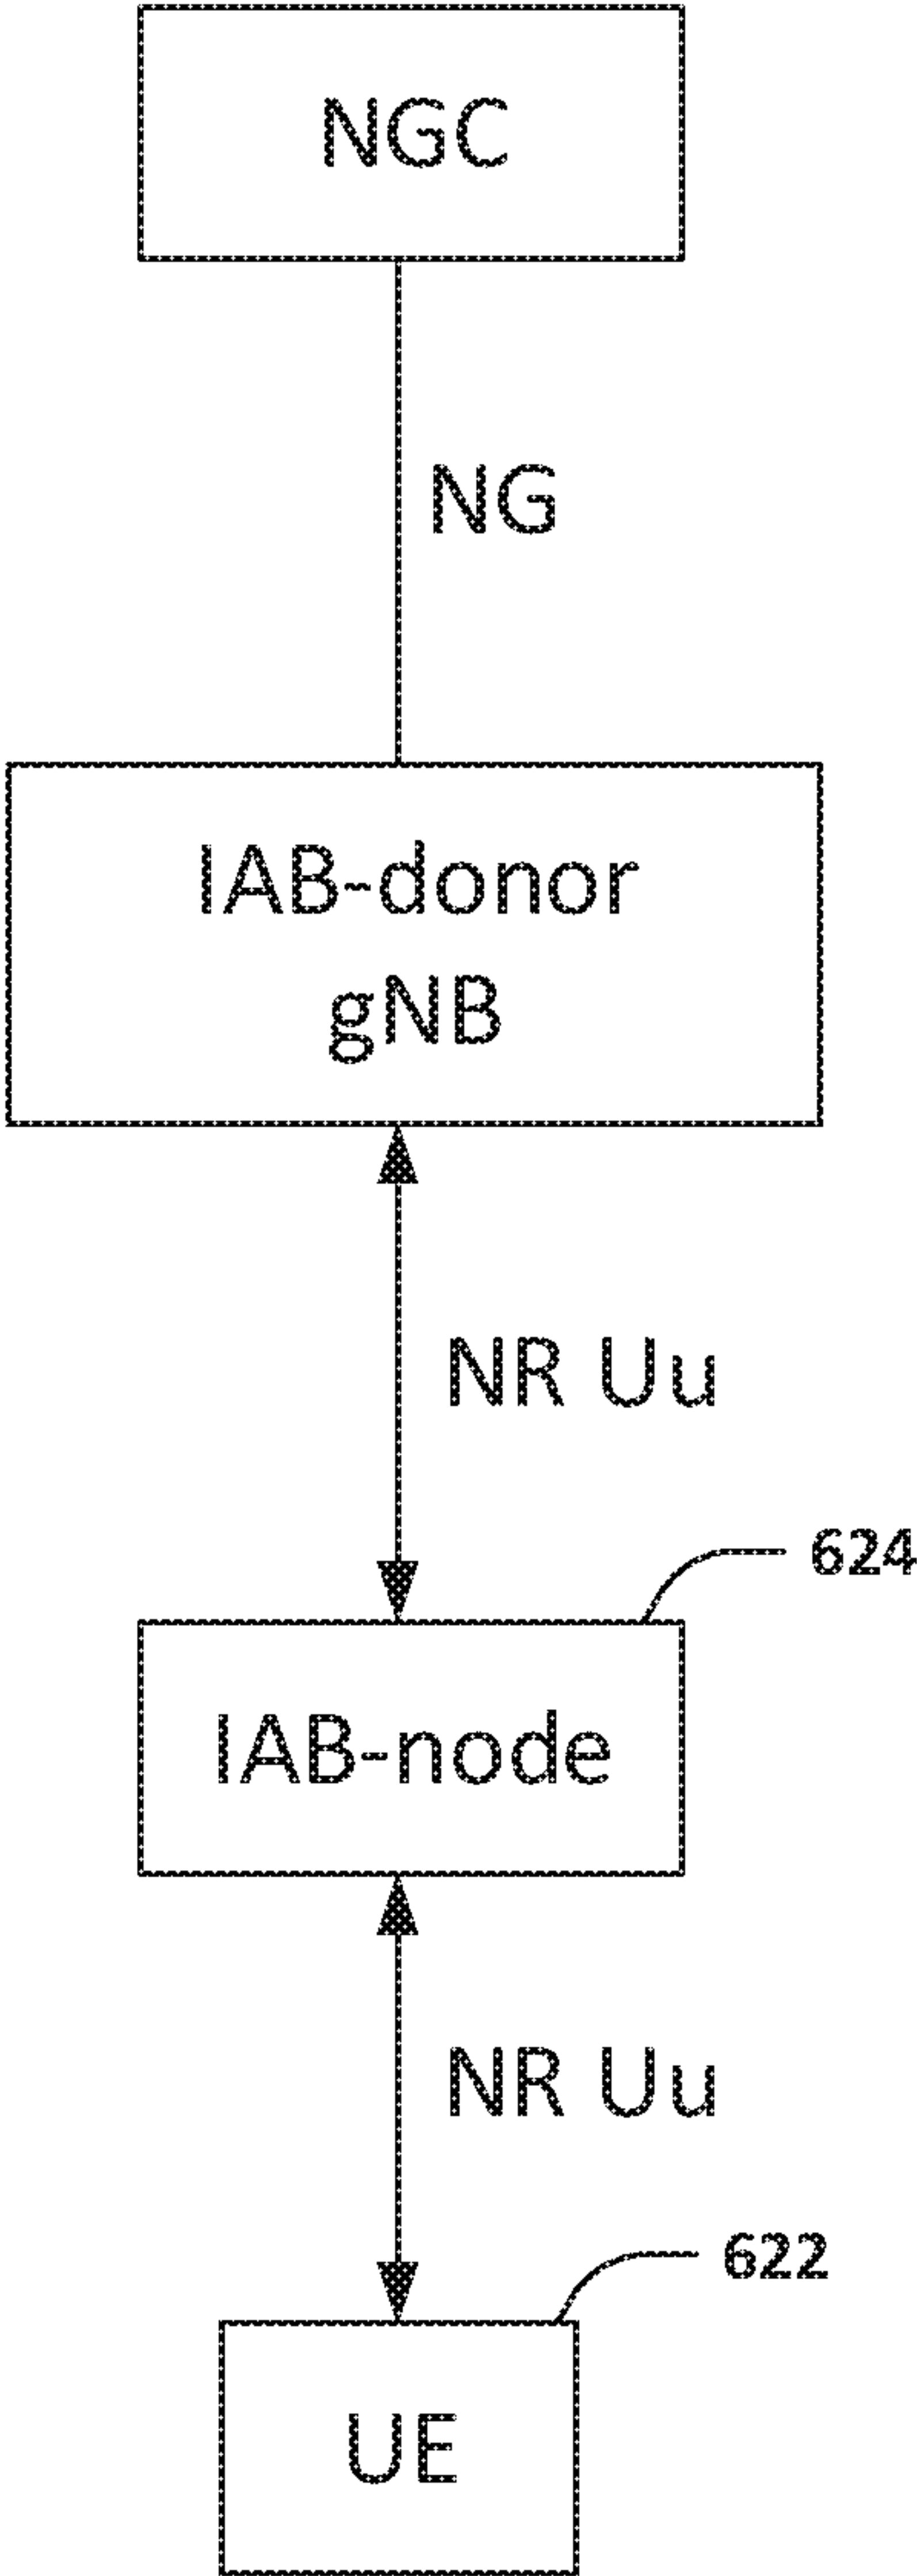 NGC
NG
IAB-donor
gNB
NR Uu
624
IAB-node
NR Uu
622
UE